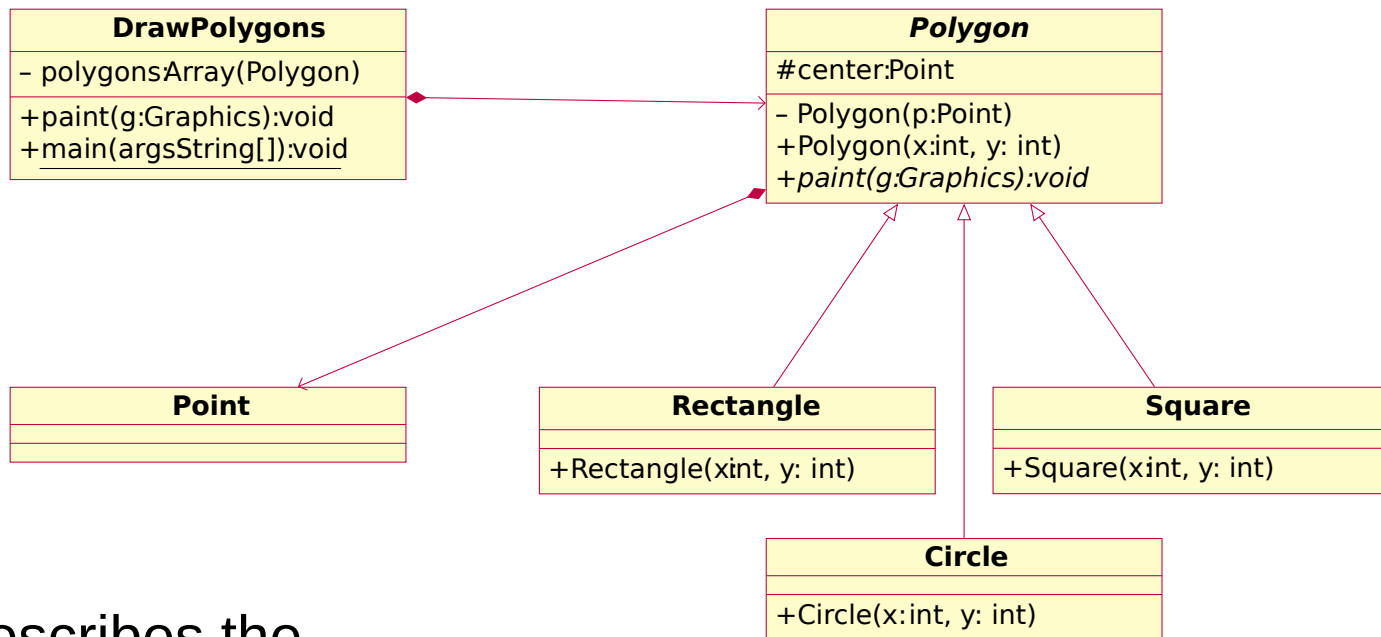 DrawPolygons
– polygons:Array(Polygon)
+paint(g:Graphics):void
+main(argsString[]):void
Polygon
#center:Point
– Polygon(p:Point)
+Polygon(x:int, y: int)
+paint(g:Graphics):void
Point
Rectangle
+Rectangle(x:int, y: int)
Square
+Square(x:int, y: int)
Circle
+Circle(x:int, y: int)
the